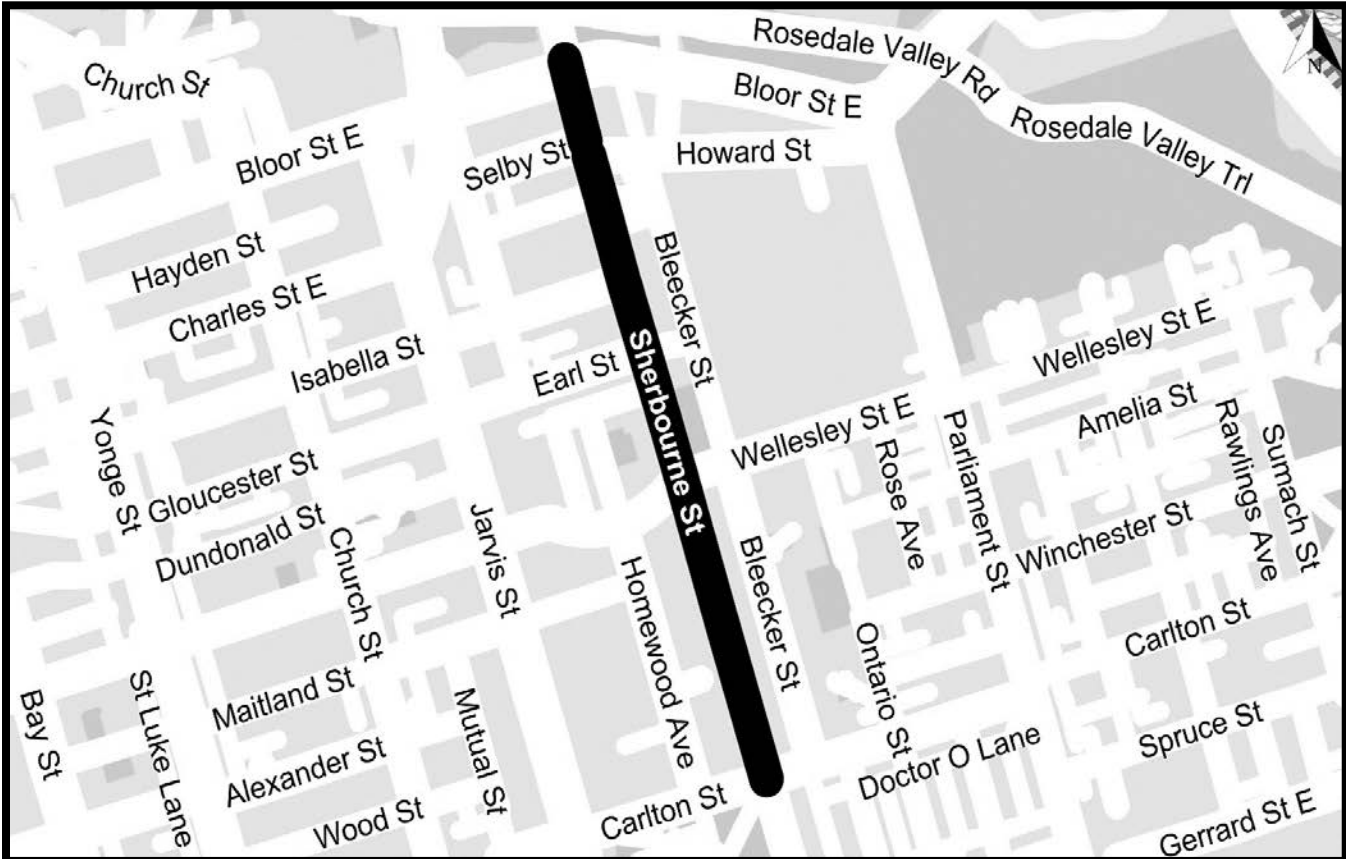 Church St
Rosedale Valley Rd
N
Bloor St E
Rosedale Valley Trl
Bloor St E
Selby St
Howard St
Hayden St
Bleecker St
Charles St E
Isabella St
Earl St
Sherbourne St
Wellesley St E
Amelia St
Yonge St
Wellesley St E
Rose Ave
Parliament St
Rawlings Ave
Sumach St
Gloucester St
Dundonald St
Church St
Jarvis St
Winchester St
Homewood Ave
Bleecker St
Ontario St
Carlton St
Bay St
St Luke Lane
Maitland St
Mutual St
Alexander St
Doctor O Lane
Spruce St
Wood St
Carlton St
Gerrard St E